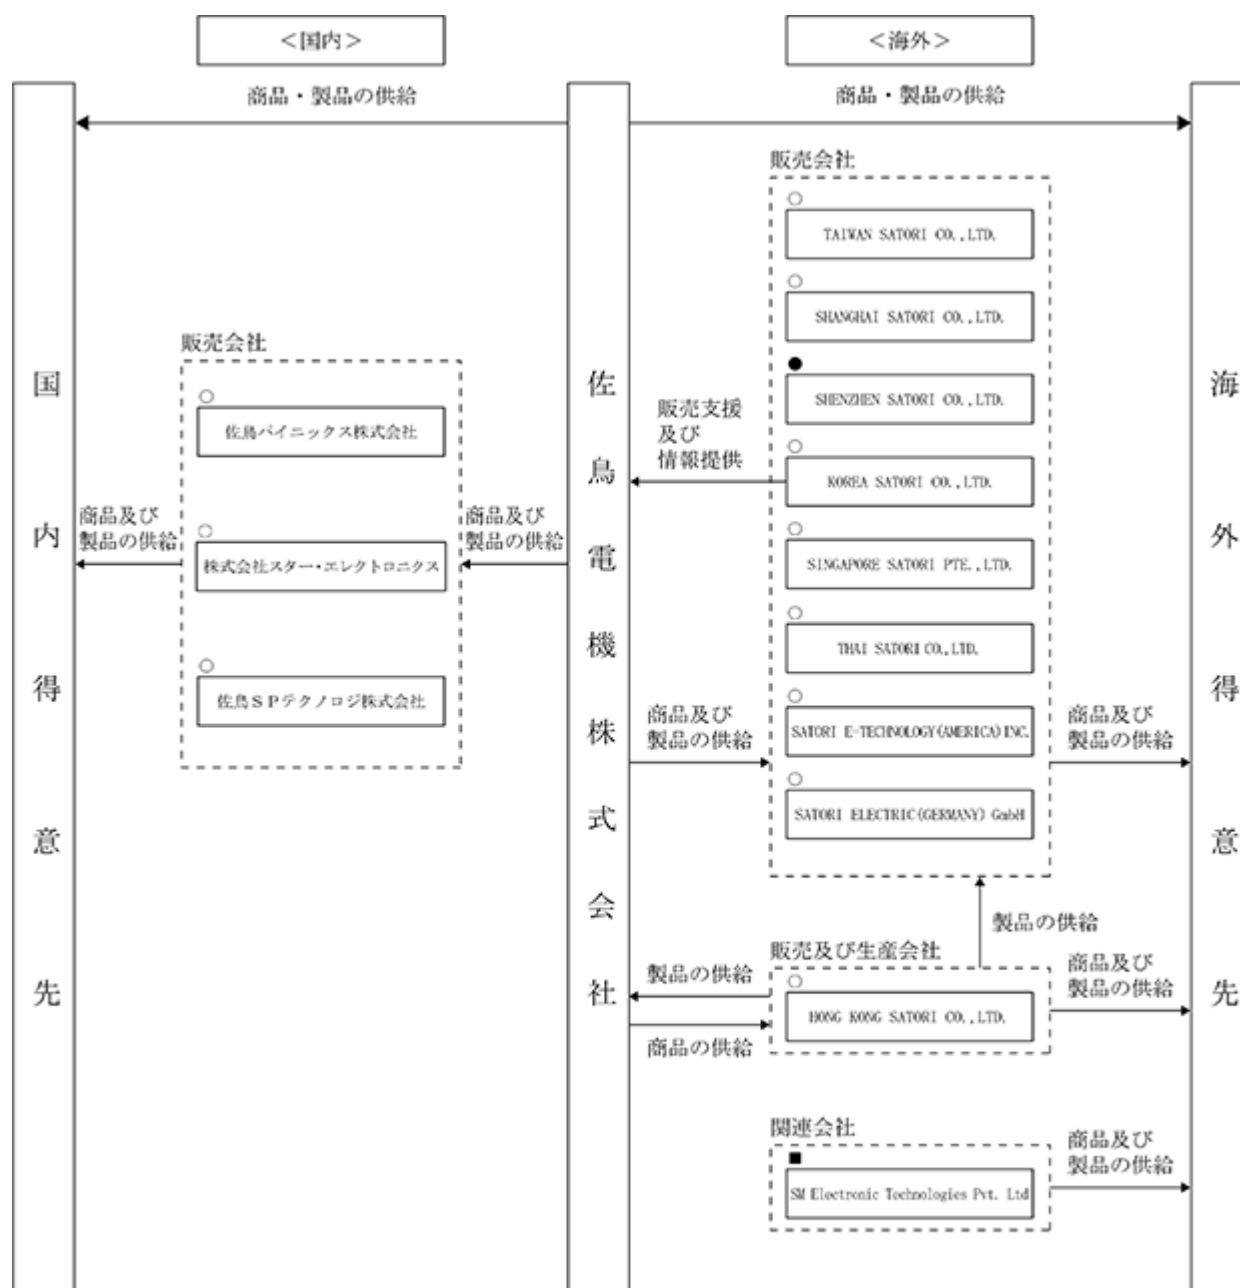 ＜国内＞
＜海外＞
商品・製品の供給
商品・製品の供給
国内得意先
販売会社
○
佐鳥パイニックス株式会社
○
株式会社スター・エレクトロニクス
○
佐鳥ＳＰテクノロジ株式会社
商品及び
製品の供給
商品及び
製品の供給
佐鳥電機株式会社
販売支援
及び
情報提供
商品及び
製品の供給
製品の供給
商品の供給
販売会社
○
TAIWAN SATORI CO.,LTD.
○
SHANGHAI SATORI CO.,LTD.
●
SHENZHEN SATORI CO.,LTD.
○
KOREA SATORI CO.,LTD.
○
SINGAPORE SATORI PTE.,LTD.
○
THAI SATORI CO.,LTD.
○
SATORI E-TECHNOLOGY(AMERICA)INC.
○
SATORI ELECTRIC(GERMANY) GmbH
製品の供給
販売及び生産会社
○
HONG KONG SATORI CO.,LTD.
関連会社
■
SM Electronic Technologies Pvt. Ltd
商品及び
製品の供給
商品及び
製品の供給
商品及び
製品の供給
海外得意先